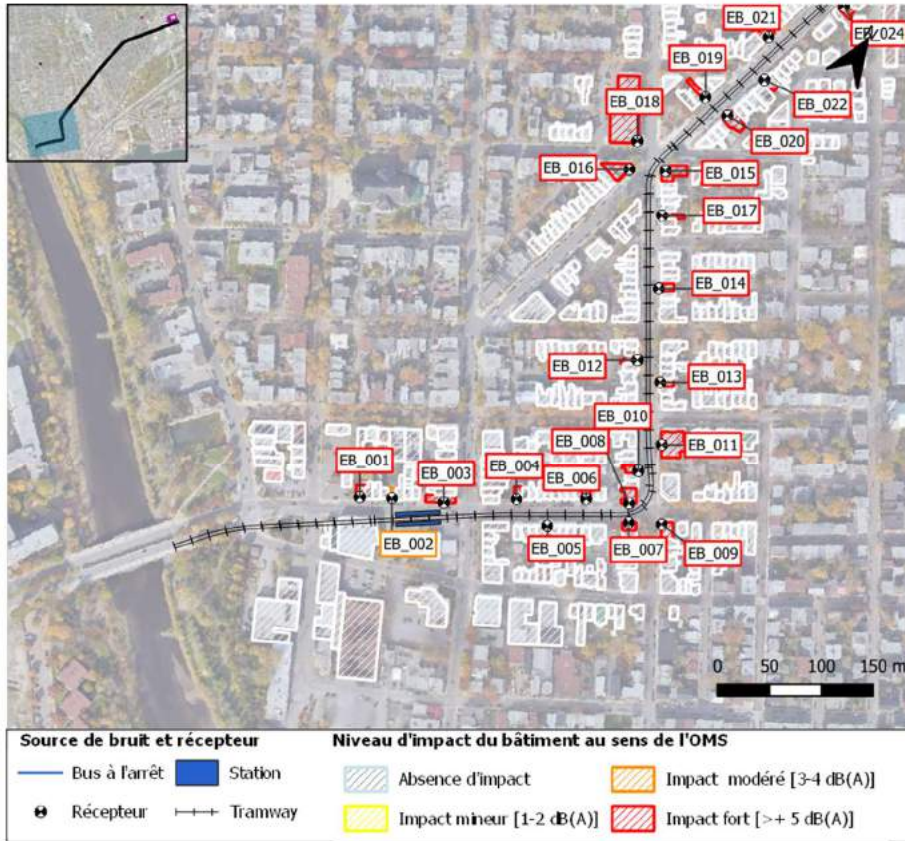 EB_021
EB_024
EB_019
EB_018
EB_022
EB_020
EB_016
EB_015
EB_017
EB_014
EB_012
EB_013
EB_010
EB_008
EB_011
EB_001
EB_003
EB_004
EB_006
EB_002
EB_005
EB_007
EB_009
0 50 100 150 m
Source de bruit et récepteur
Niveau d'impact du bâtiment au sens de l'OMS
Bus à l'arrêt
Station
Absence d'impact
Impact modéré [3-4 dB(A)]
Récepteur
Tramway
Impact mineur [1-2 dB(A)]
Impact fort [>+ 5 dB(A)]